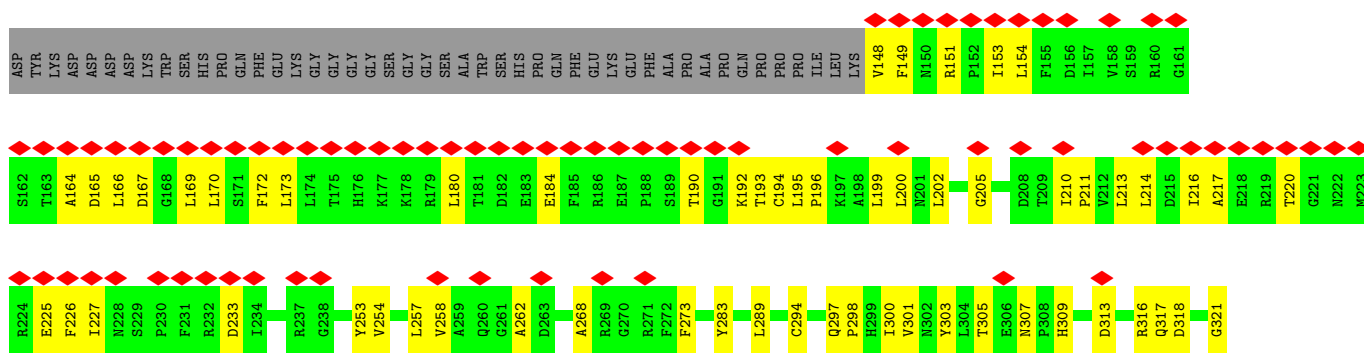 ASP TYR LYS ASP ASP ASP ASP LYS TRP SER HIS PRO GLN PHE GLU LYS GLY GLY GLY GLY SER GLY GLY SER ALA TRP SER HIS PRO GLN PHE GLU LYS GLU PHE ALA PRO ALA PRO GLN PRO PRO PRO ILE LEU LYS V148 F149 N150 R151 P152 I153 L154 F155 D156 I157 V158 S159 R160 G161
S162 T163 A164 D165 L166 D167 G168 L169 L170 S171 F172 L173 L174 T175 H176 K177 K178 R179 L180 T181 D182 E183 E184 F185 R186 E187 P188 S189 T190 G191 K192 T193 C194 L195 P196 K197 A198 L199 L200 N201 L202 G205 D208 T209 I210 P211 V212 L213 L214 D215 I216 A217 E218 R219 T220 G221 N222 M223
R224 E225 F226 I227 N228 S229 P230 F231 R232 D233 I234 R237 G238 Y253 V254 L257 V258 A259 Q260 G261 A262 D263 A268 R269 G270 R271 F272 F273 Y283 L289 C294 Q297 P298 H299 I300 V301 N302 Y303 L304 T305 E306 N307 P308 H309 D313 R316 Q317 D318 G321